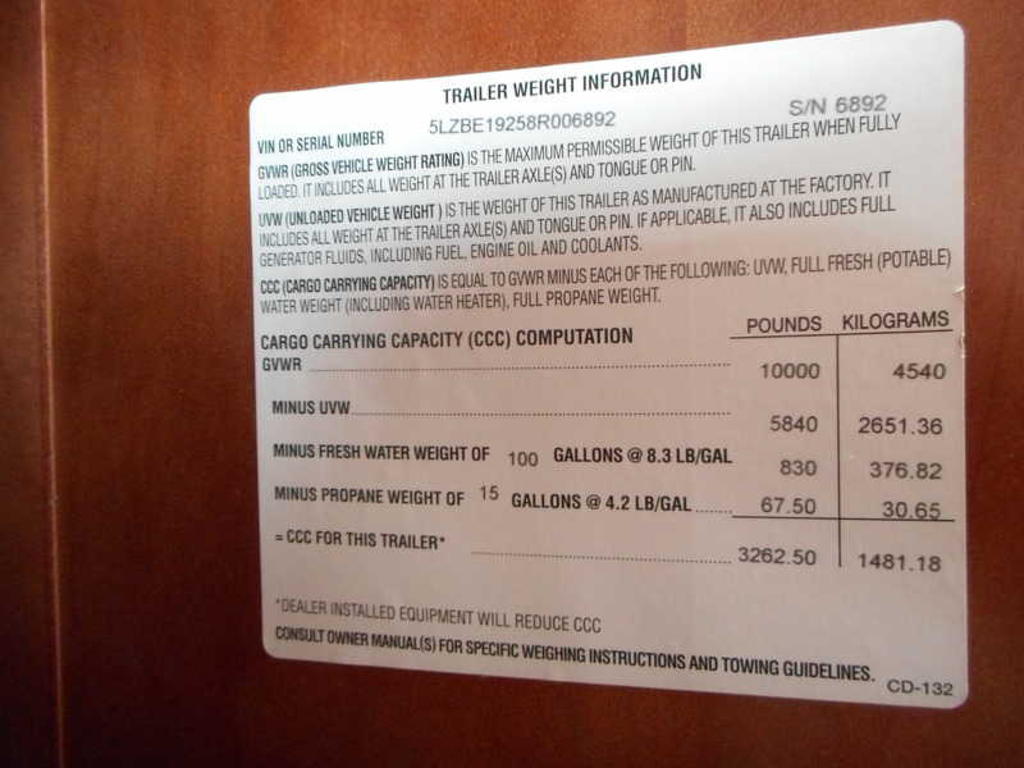 TRAILER WEIGHT INFORMATION
VIN OR SERIAL NUMBER 5LZBE19258R006892 S/N 6892
GVWR (GROSS VEHICLE WEIGHT RATING) IS THE MAXIMUM PERMISSIBLE WEIGHT OF THIS TRAILER WHEN FULLY
LOADED. IT INCLUDES ALL WEIGHT AT THE TRAILER AXLE(S) AND TONGUE OR PIN.
UVW (UNLOADED VEHICLE WEIGHT ) IS THE WEIGHT OF THIS TRAILER AS MANUFACTURED AT THE FACTORY. IT
INCLUDES ALL WEIGHT AT THE TRAILER AXLE(S) AND TONGUE OR PIN. IF APPLICABLE, IT ALSO INCLUDES FULL
GENERATOR FLUIDS, INCLUDING FUEL, ENGINE OIL AND COOLANTS.
CCC (CARGO CARRYING CAPACITY) IS EQUAL TO GVWR MINUS EACH OF THE FOLLOWING: UVW, FULL FRESH (POTABLE)
WATER WEIGHT (INCLUDING WATER HEATER), FULL PROPANE WEIGHT.
CARGO CARRYING CAPACITY (CCC) COMPUTATION POUNDS KILOGRAMS
GVWR 10000 4540
MINUS UVW 5840 2651.36
MINUS FRESH WATER WEIGHT OF 100 GALLONS @ 8.3 LB/GAL 830 376.82
MINUS PROPANE WEIGHT OF 15 GALLONS @ 4.2 LB/GAL 67.50 30.65
= CCC FOR THIS TRAILER* 3262.50 1481.18
*DEALER INSTALLED EQUIPMENT WILL REDUCE CCC
CONSULT OWNER MANUAL(S) FOR SPECIFIC WEIGHING INSTRUCTIONS AND TOWING GUIDELINES.
CD-132